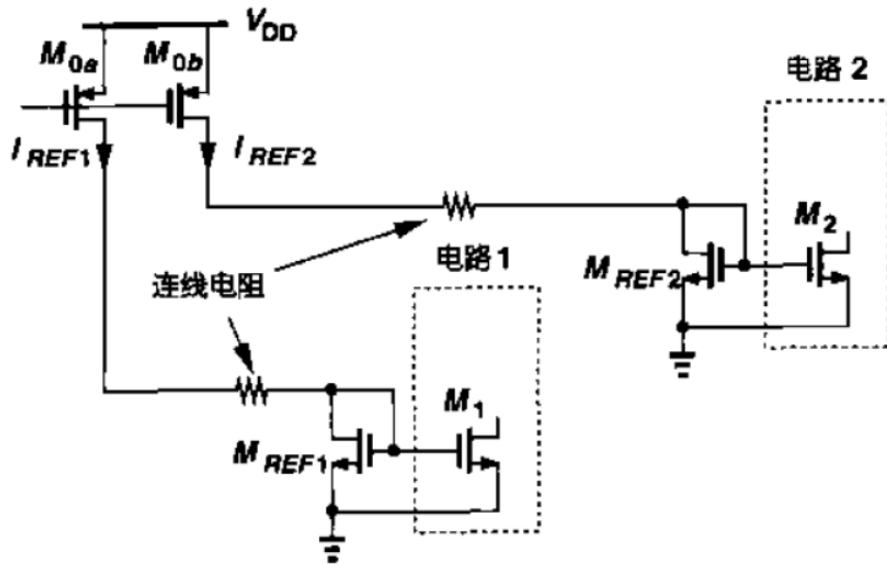 V_DD
M_0a
M_0b
I_REF1
I_REF2
电路 2
M_2
M_REF2
连线电阻
电路 1
M_1
M_REF1